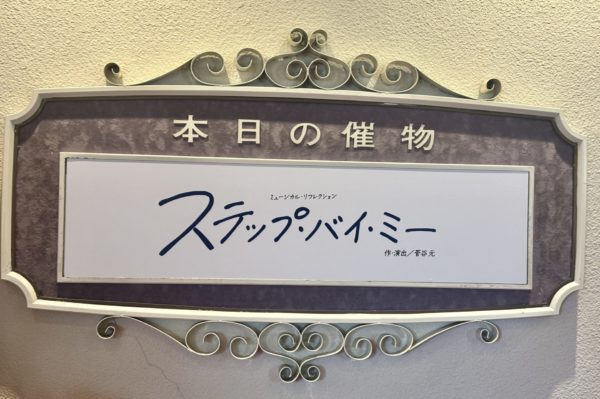 本日の催物
ミュージカル・リフレクション
ステップ・バイ・ミー
作・演出／菅谷元